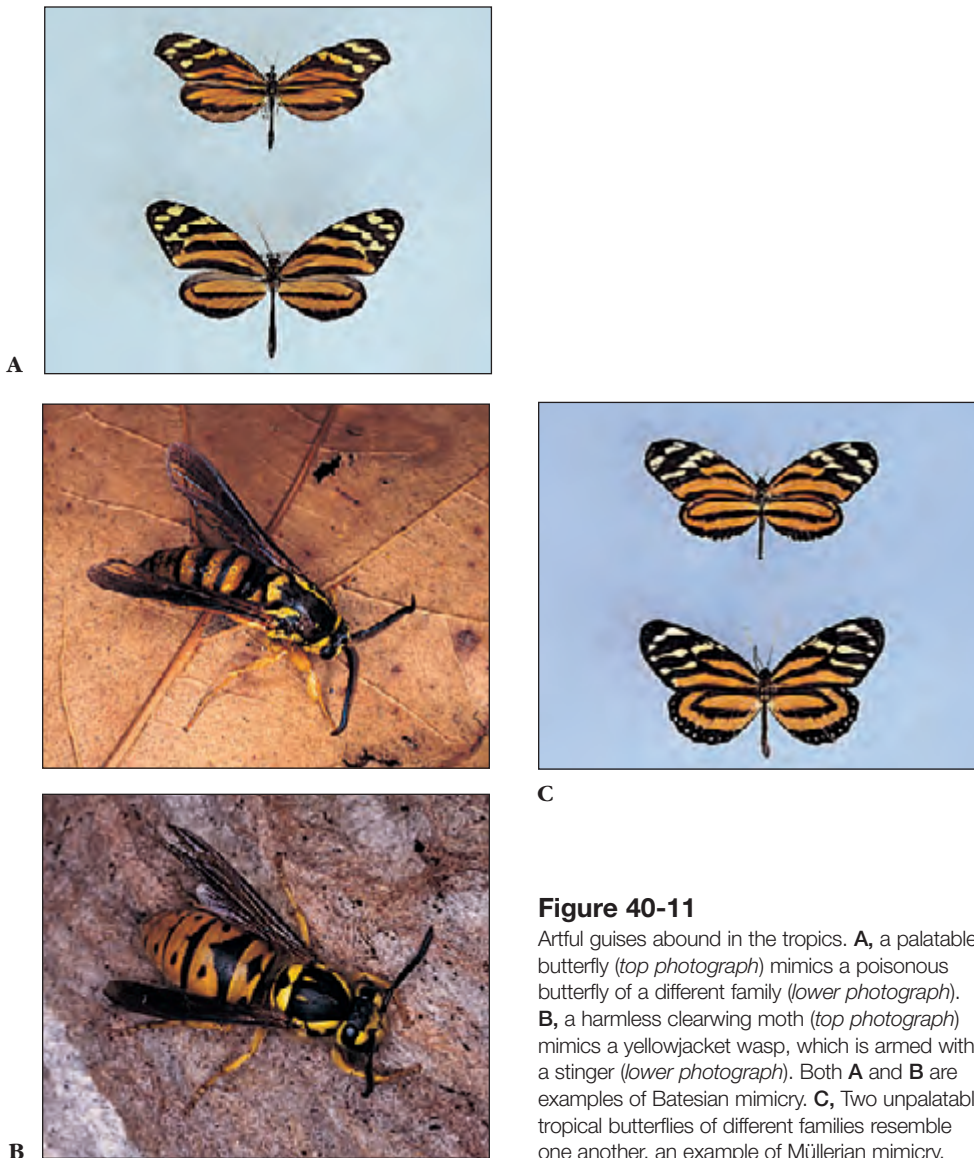 A
C
B
Figure 40-11
Artful guises abound in the tropics. A, a palatable
butterfly (top photograph) mimics a poisonous
butterfly of a different family (lower photograph).
B, a harmless clearwing moth (top photograph)
mimics a yellowjacket wasp, which is armed with
a stinger (lower photograph). Both A and B are
examples of Batesian mimicry. C, Two unpalatabl
tropical butterflies of different families resemble
one another, an example of Müllerian mimicry.